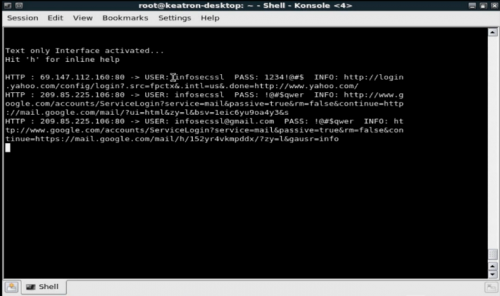 root@keatron-desktop: ~ - Shell - Konsole <4>
Session Edit View Bookmarks Settings Help
Text only Interface activated...
Hit 'h' for inline help
HTTP : 69.147.112.160:80 -> USER: infosecssl PASS: 1234!@#$ INFO: http://login
.yahoo.com/config/login?.src=fpctx&.intl=us&.done=http://www.yahoo.com/
HTTP : 209.85.225.106:80 -> USER: infosecssl PASS: !@#$qwer INFO: http://www.g
oogle.com/accounts/ServiceLogin?service=mail&passive=true&rm=false&continue=http
://mail.google.com/mail/?ui=html&zy=l&bsv=1eic6yu9oa4y3&s
HTTP : 209.85.225.106:80 -> USER: infosecssl@gmail.com PASS: !@#$qwer INFO: ht
tp://www.google.com/accounts/ServiceLogin?service=mail&passive=true&rm=false&con
tinue=https://mail.google.com/mail/h/152yr4vkmpddx/?zy=l&gausr=info
Shell